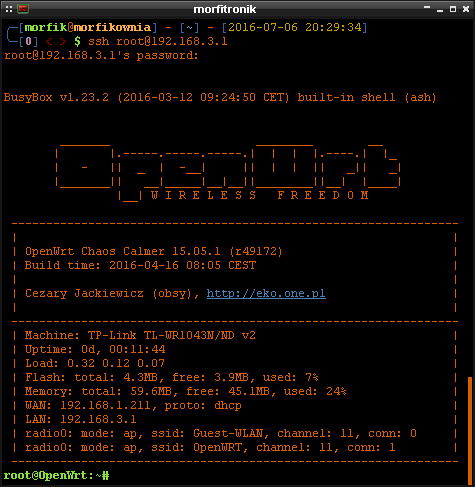 morfitronik
[morfik@morfikownia] - [~] - [2016-07-06 20:29:34]
[0] < > $ ssh root@192.168.3.1
root@192.168.3.1's password:
BusyBox v1.23.2 (2016-03-12 09:24:50 CET) built-in shell (ash)
OpenWrt
W I R E L E S S   F R E E D O M
OpenWrt Chaos Calmer 15.05.1 (r49172)
Build time: 2016-04-16 08:05 CEST
Cezary Jackiewicz (obsy), http://eko.one.pl
Machine: TP-Link TL-WR1043N/ND v2
Uptime: 0d, 00:11:44
Load: 0.32 0.12 0.07
Flash: total: 4.3MB, free: 3.9MB, used: 7%
Memory: total: 59.6MB, free: 45.1MB, used: 24%
WAN: 192.168.1.211, proto: dhcp
LAN: 192.168.3.1
radio0: mode: ap, ssid: Guest-WLAN, channel: 11, conn: 0
radio0: mode: ap, ssid: OpenWRT, channel: 11, conn: 1
root@OpenWrt:~#